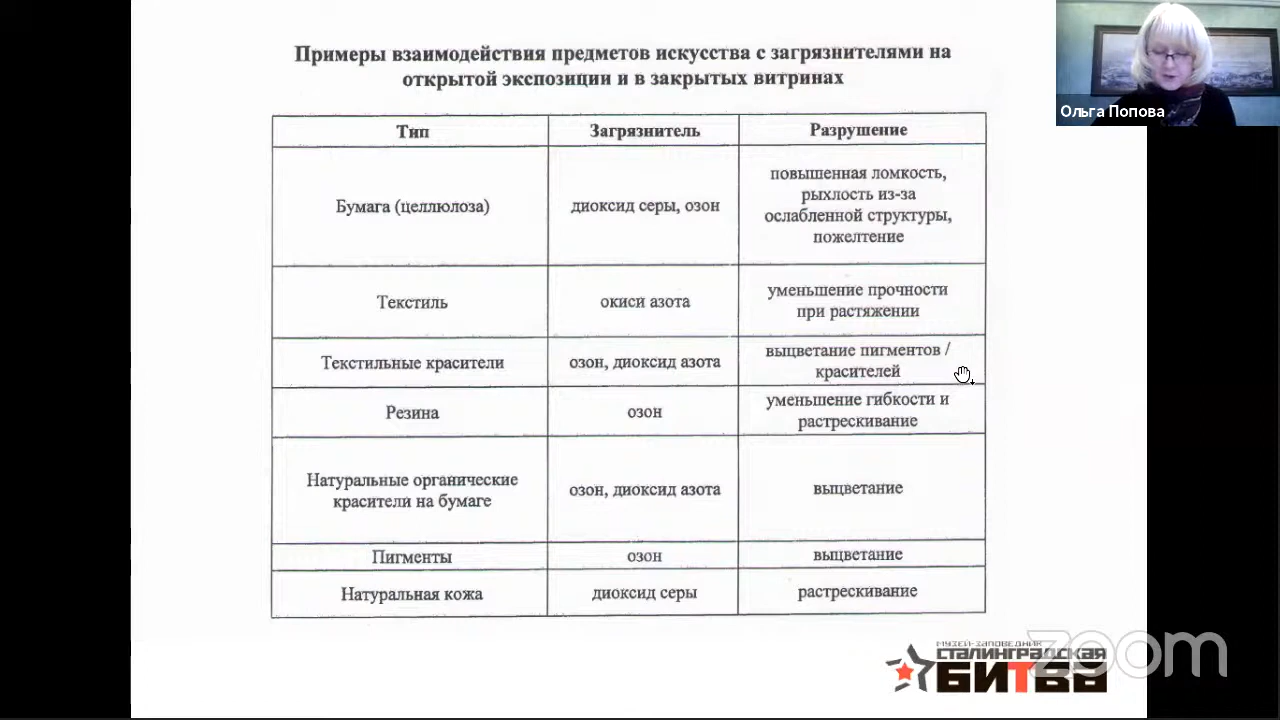 Примеры взаимодействия предметов искусства с загрязнителями на
открытой экспозиции и в закрытых витринах
Ольга Попова
Тип
Загрязнитель
Разрушение
Бумага (целлюлоза)
диоксид серы, озон
повышенная ломкость,
рыхлость из-за
ослабленной структуры,
пожелтение
Текстиль
окиси азота
уменьшение прочности
при растяжении
Текстильные красители
озон, диоксид азота
выцветание пигментов /
красителей
Резина
озон
уменьшение гибкости и
растрескивание
Натуральные органические
красители на бумаге
озон, диоксид азота
выцветание
Пигменты
озон
выцветание
Натуральная кожа
диоксид серы
растрескивание
МУЗЕЙ-ЗАПОВЕДНИК
СТАЛИНГРАДСКАЯ
БИТВА
zoom